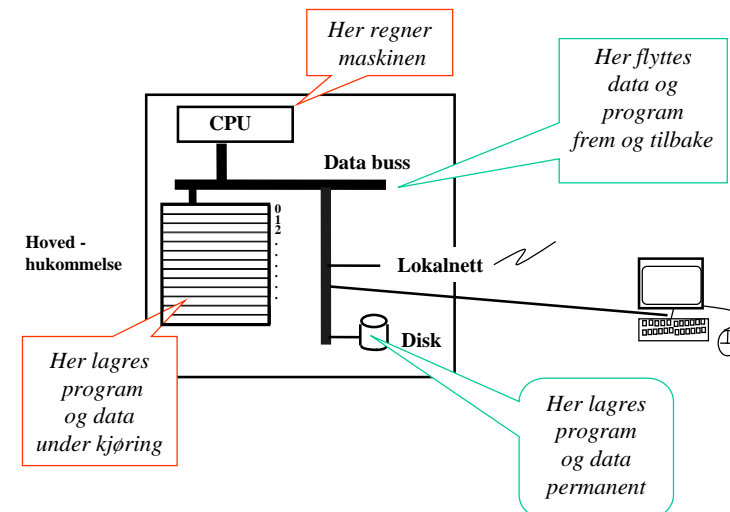 Her regner
maskinen
Her flyttes
data og
program
frem og tilbake
CPU
Data buss
0
1
2
.
.
.
.
.
Hoved -
hukommelse
Lokalnett
Disk
Her lagres
program
og data
under kjøring
Her lagres
program
og data
permanent